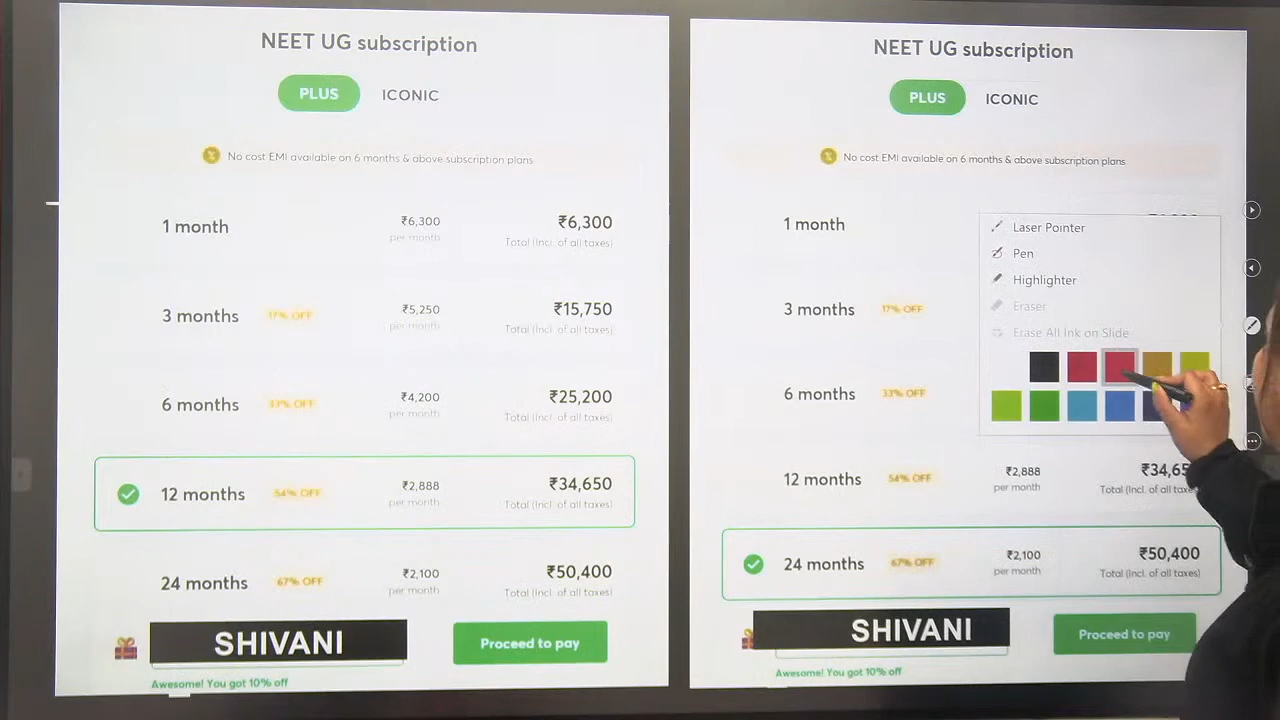 NEET UG subscription
PLUS
ICONIC
No cost EMI available on 6 months & above subscription plans
1 month
₹6,300
per month
₹6,300
Total (Incl. of all taxes)
3 months
17% OFF
₹5,250
per month
₹15,750
Total (Incl. of all taxes)
6 months
33% OFF
₹4,200
per month
₹25,200
Total (Incl. of all taxes)
12 months
54% OFF
₹2,888
per month
₹34,650
Total (Incl. of all taxes)
24 months
67% OFF
₹2,100
per month
₹50,400
Total (Incl. of all taxes)
SHIVANI
Proceed to pay
Awesome! You got 10% off
NEET UG subscription
PLUS
ICONIC
No cost EMI available on 6 months & above subscription plans
1 month
3 months
17% OFF
6 months
33% OFF
Laser Pointer
Pen
Highlighter
Eraser
Erase All Ink on Slide
12 months
54% OFF
₹2,888
per month
₹34,65
Total (Incl. of all taxes)
24 months
67% OFF
₹2,100
per month
₹50,400
Total (Incl. of all taxes)
SHIVANI
Proceed to pay
Awesome! You got 10% off